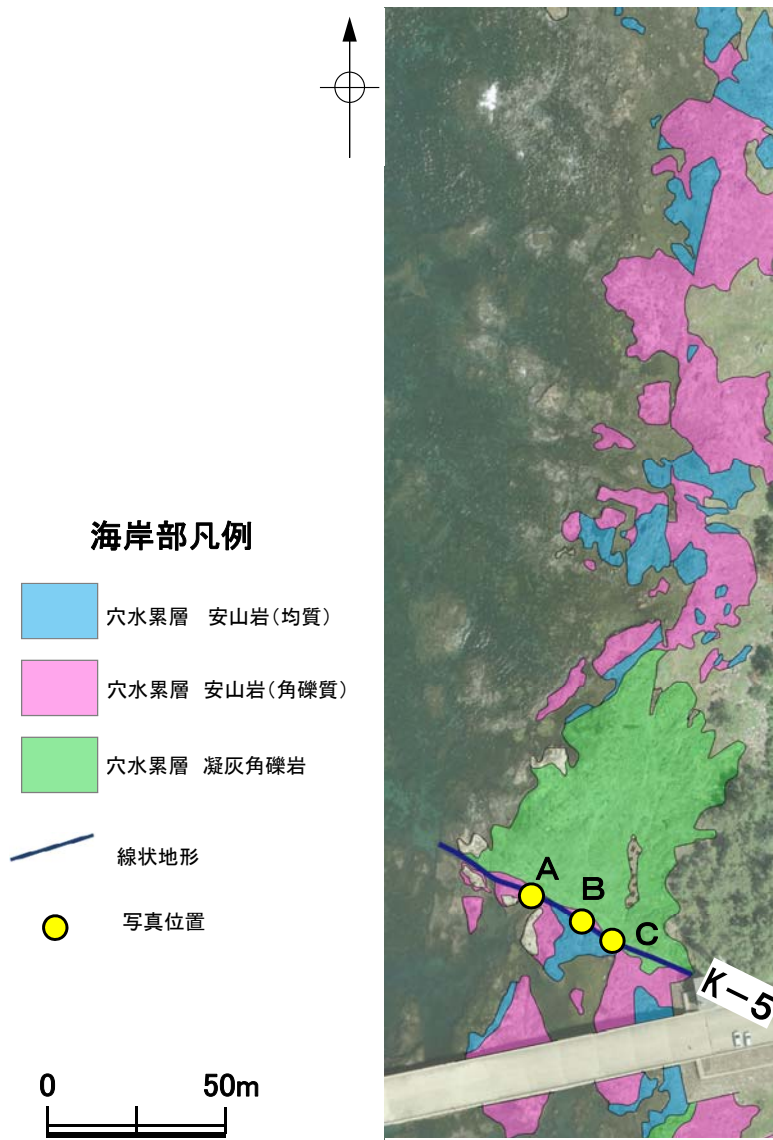 海岸部凡例
穴水累層 安山岩(均質)
穴水累層 安山岩(角礫質)
穴水累層 凝灰角礫岩
線状地形
写真位置
0 50m
A
B
C
K-5